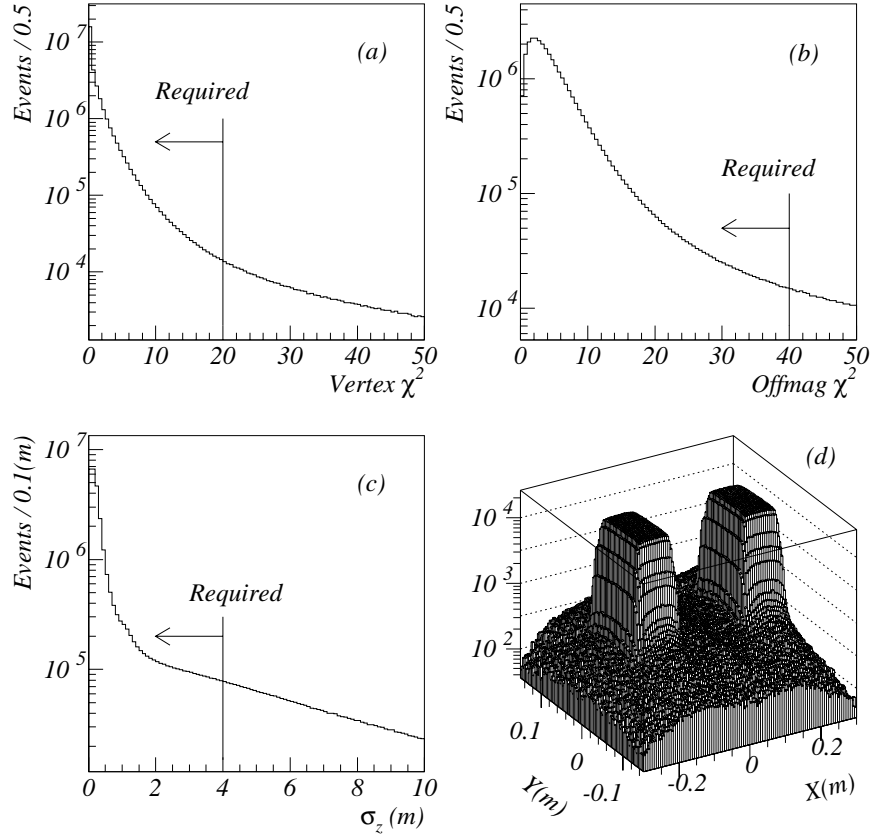 Events / 0.5
10^7
10^6
10^5
10^4
(a)
Required
0 10 20 30 40 50
Vertex χ^2
Events / 0.5
10^6
10^5
10^4
(b)
Required
0 10 20 30 40 50
Offmag χ^2
Events / 0.1(m)
10^7
10^6
10^5
(c)
Required
0 2 4 6 8 10
σ_z (m)
(d)
10^4
10^3
10^2
0.1
0
-0.1
Y(m)
-0.2
0
0.2
X(m)